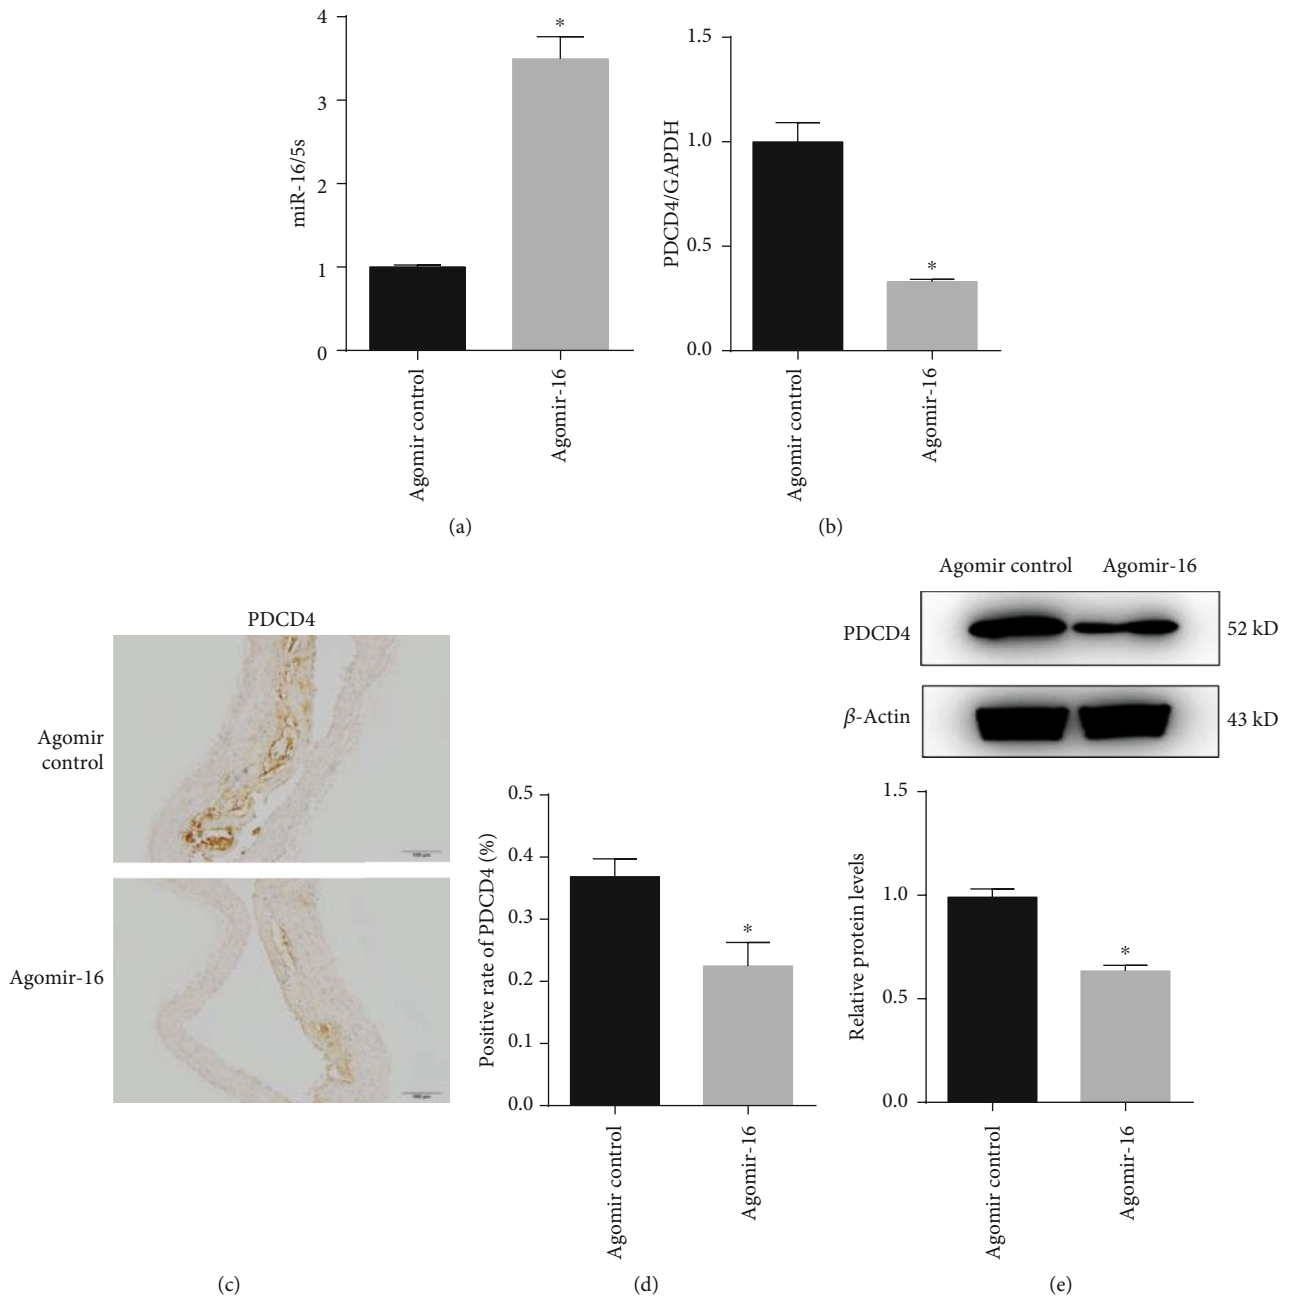 4
3
2
1
0
miR-16/5s
*
Agomir control
Agomir-16
(a)
1.5
1.0
0.5
0.0
PDCD4/GAPDH
*
Agomir control
Agomir-16
(b)
PDCD4
Agomir
control
Agomir-16
(c)
0.5
0.4
0.3
0.2
0.1
0.0
Positive rate of PDCD4 (%)
*
Agomir control
Agomir-16
(d)
Agomir control Agomir-16
PDCD4 52 kD
β-Actin 43 kD
1.5
1.0
0.5
0.0
Relative protein levels
*
Agomir control
Agomir-16
(e)